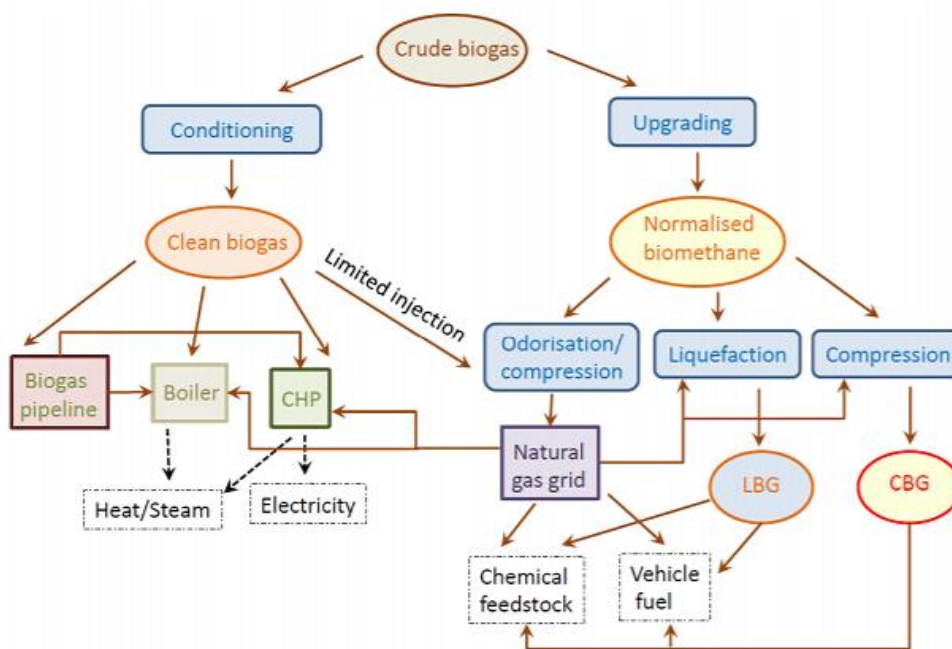 Crude biogas
Conditioning
Upgrading
Clean biogas
Normalised
biomethane
Limited injection
Odorisation/
compression
Liquefaction
Compression
Biogas
pipeline
Boiler
CHP
Natural
gas grid
LBG
CBG
Heat/Steam
Electricity
Chemical
feedstock
Vehicle
fuel